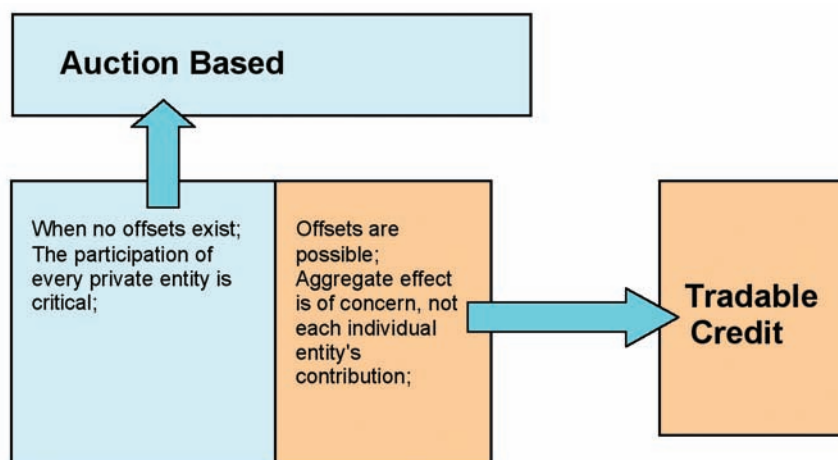 Auction Based
When no offsets exist;
The participation of
every private entity is
critical;
Offsets are
possible;
Aggregate effect
is of concern, not
each individual
entity's
contribution;
Tradable
Credit